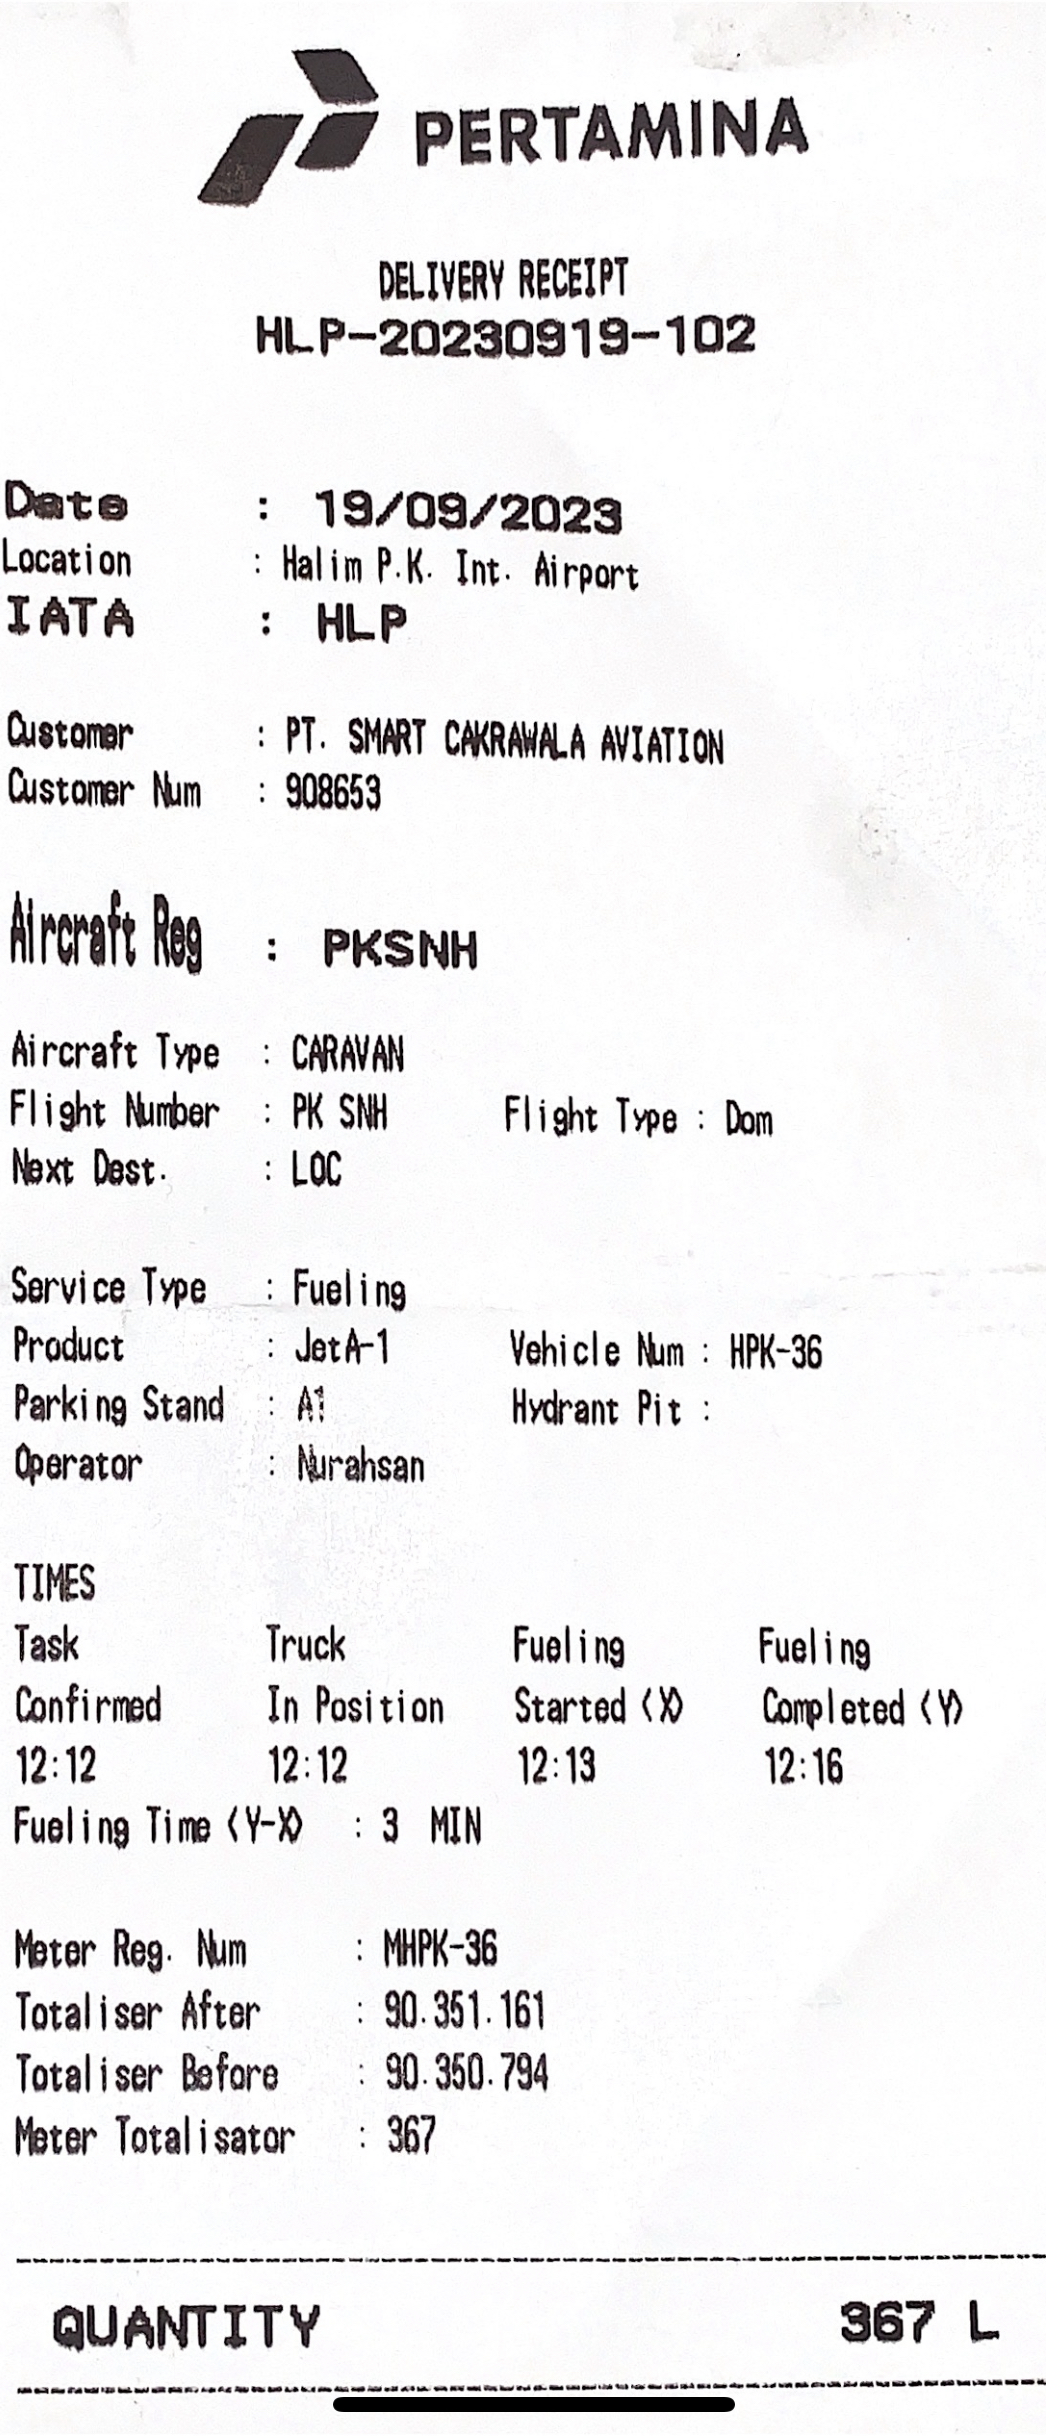 PERTAMINA
DELIVERY RECEIPT
HLP-20230919-102
Date : 19/09/2023
Location : Halim P.K. Int. Airport
IATA : HLP
Customer : PT. SMART CAKRAWALA AVIATION
Customer Num : 908653
Aircraft Reg : PKSNH
Aircraft Type : CARAVAN
Flight Number : PK SNH Flight Type : Dom
Next Dest. : LOC
Service Type : Fueling
Product : JetA-1 Vehicle Num : HPK-36
Parking Stand : A1 Hydrant Pit :
Operator : Nurahsan
TIMES
Task Truck Fueling Fueling
Confirmed In Position Started (X) Completed (Y)
12:12 12:12 12:13 12:16
Fueling Time (Y-X) : 3 MIN
Meter Reg. Num : MHPK-36
Totaliser After : 90.351.161
Totaliser Before : 90.350.794
Meter Totalisator : 367
QUANTITY 367 L